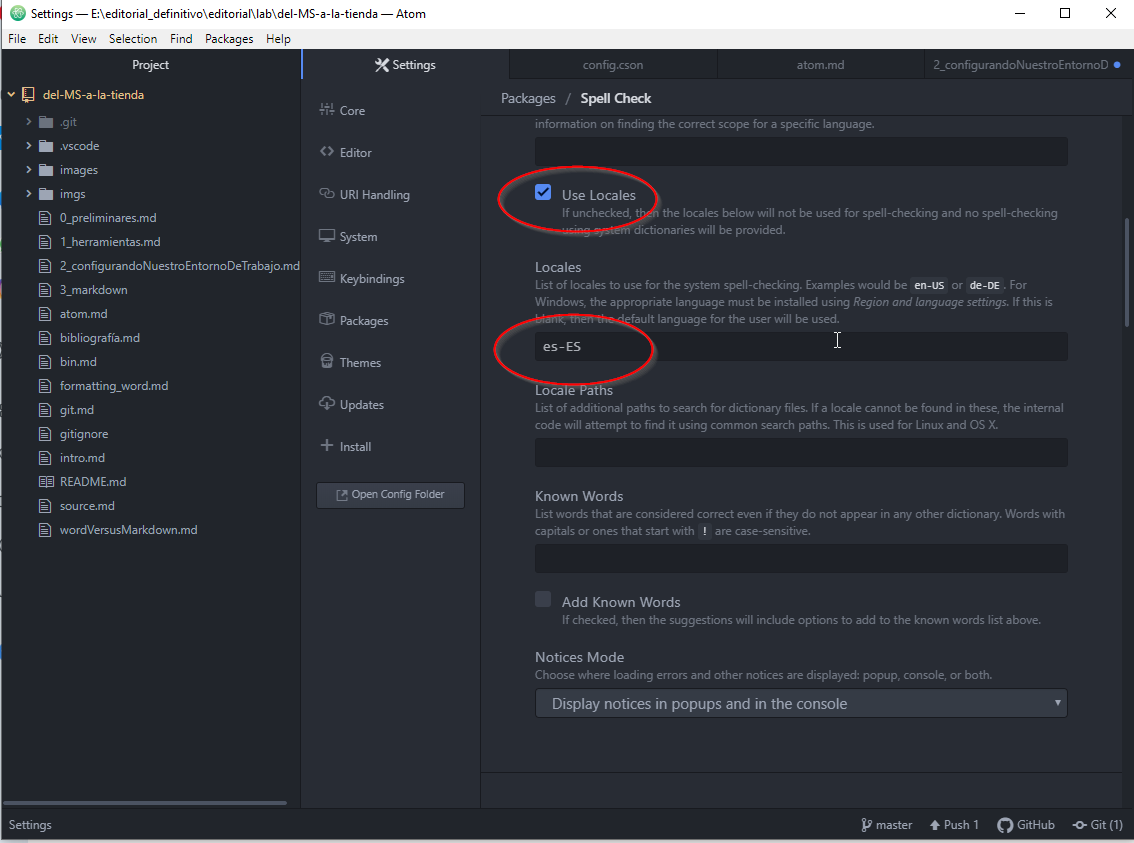 Settings — E:\editorial_definitivo\editorial\lab\del-MS-a-la-tienda — Atom
File Edit View Selection Find Packages Help
Project
Settings
config.cson
atom.md
2_configurandoNuestroEntornoD
del-MS-a-la-tienda
.git
.vscode
images
imgs
0_preliminares.md
1_herramientas.md
2_configurandoNuestroEntornoDeTrabajo.md
3_markdown
atom.md
bibliografía.md
bin.md
formatting_word.md
git.md
gitignore
intro.md
README.md
source.md
wordVersusMarkdown.md
Core
Editor
URI Handling
System
Keybindings
Packages
Themes
Updates
Install
Open Config Folder
Packages / Spell Check
information on finding the correct scope for a specific language.
Use Locales
If unchecked, then the locales below will not be used for spell-checking and no spell-checking
using system dictionaries will be provided.
Locales
List of locales to use for the system spell-checking. Examples would be en-US or de-DE . For
Windows, the appropriate language must be installed using Region and language settings. If this is
blank, then the default language for the user will be used.
es-ES
Locale Paths
List of additional paths to search for dictionary files. If a locale cannot be found in these, the internal
code will attempt to find it using common search paths. This is used for Linux and OS X.
Known Words
List words that are considered correct even if they do not appear in any other dictionary. Words with
capitals or ones that start with ! are case-sensitive.
Add Known Words
If checked, then the suggestions will include options to add to the known words list above.
Notices Mode
Choose where loading errors and other notices are displayed: popup, console, or both.
Display notices in popups and in the console
Settings
master
Push 1
GitHub
Git (1)